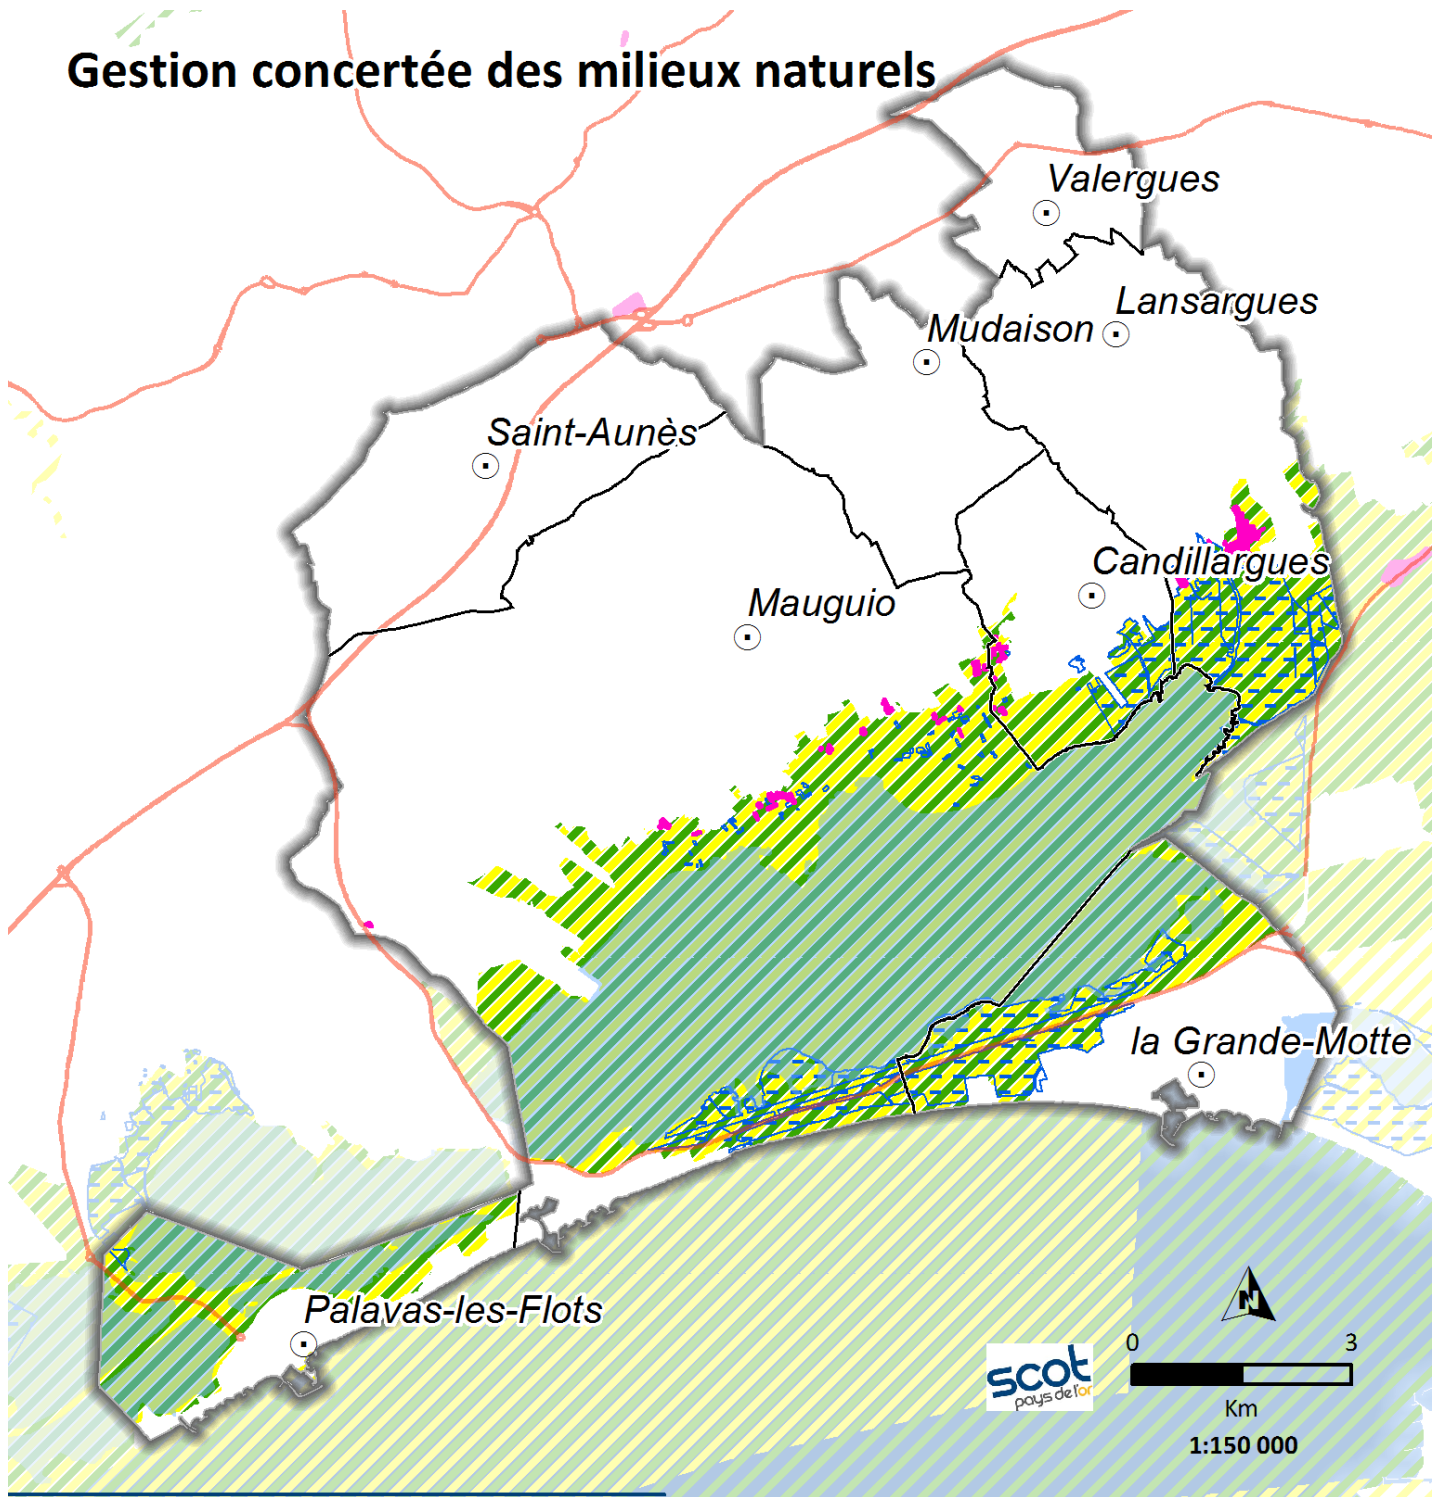 Gestion concertée des milieux naturels
Valergues
Lansargues
Mudaison
Saint-Aunès
Candillargues
Mauguio
la Grande-Motte
Palavas-les-Flots
N
scot
pays de l'or
0 3
Km
1:150 000